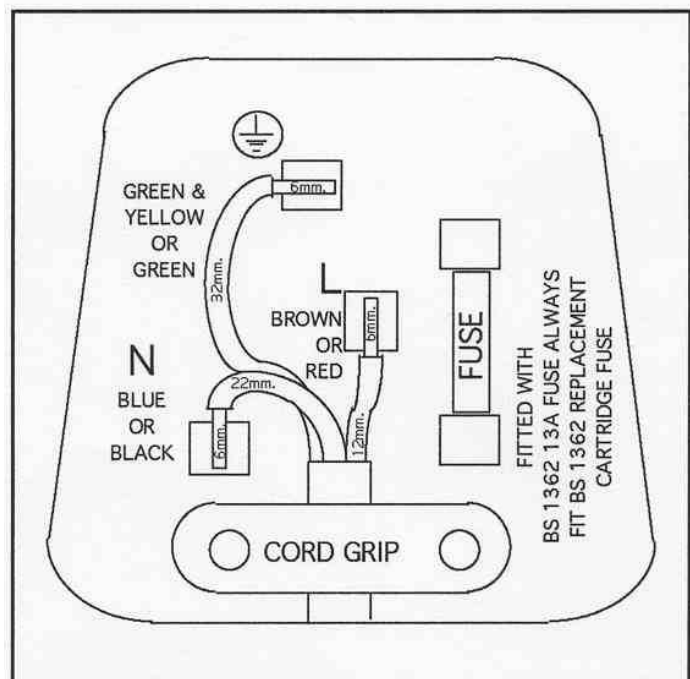 GREEN &
YELLOW
OR
GREEN
6mm.
32mm.
L
BROWN
OR
RED
6mm.
12mm.
N
BLUE
OR
BLACK
22mm.
6mm.
FUSE
FITTED WITH
BS 1362 13A FUSE ALWAYS
FIT BS 1362 REPLACEMENT
CARTRIDGE FUSE
CORD GRIP